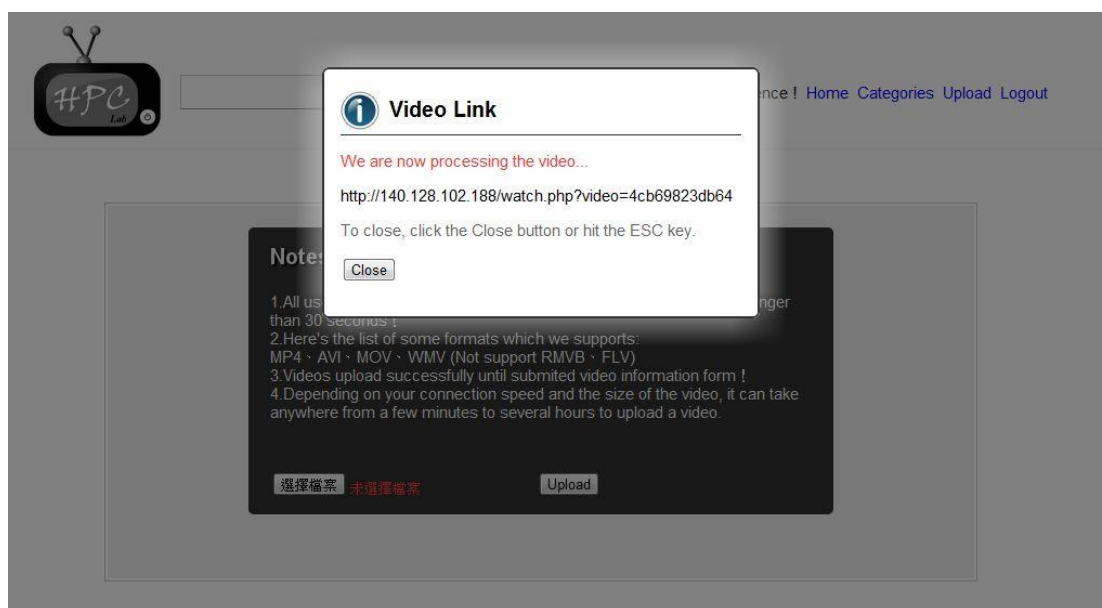 HPC
Lab
ence ! Home Categories Upload Logout
Video Link
We are now processing the video...
http://140.128.102.188/watch.php?video=4cb69823db64
To close, click the Close button or hit the ESC key.
Close
Notes
1.All us nger
than 30 seconds !
2.Here's the list of some formats which we supports:
MP4、AVI、MOV、WMV (Not support RMVB、FLV)
3.Videos upload successfully until submited video information form !
4.Depending on your connection speed and the size of the video, it can take
anywhere from a few minutes to several hours to upload a video.
選擇檔案 未選擇檔案 Upload